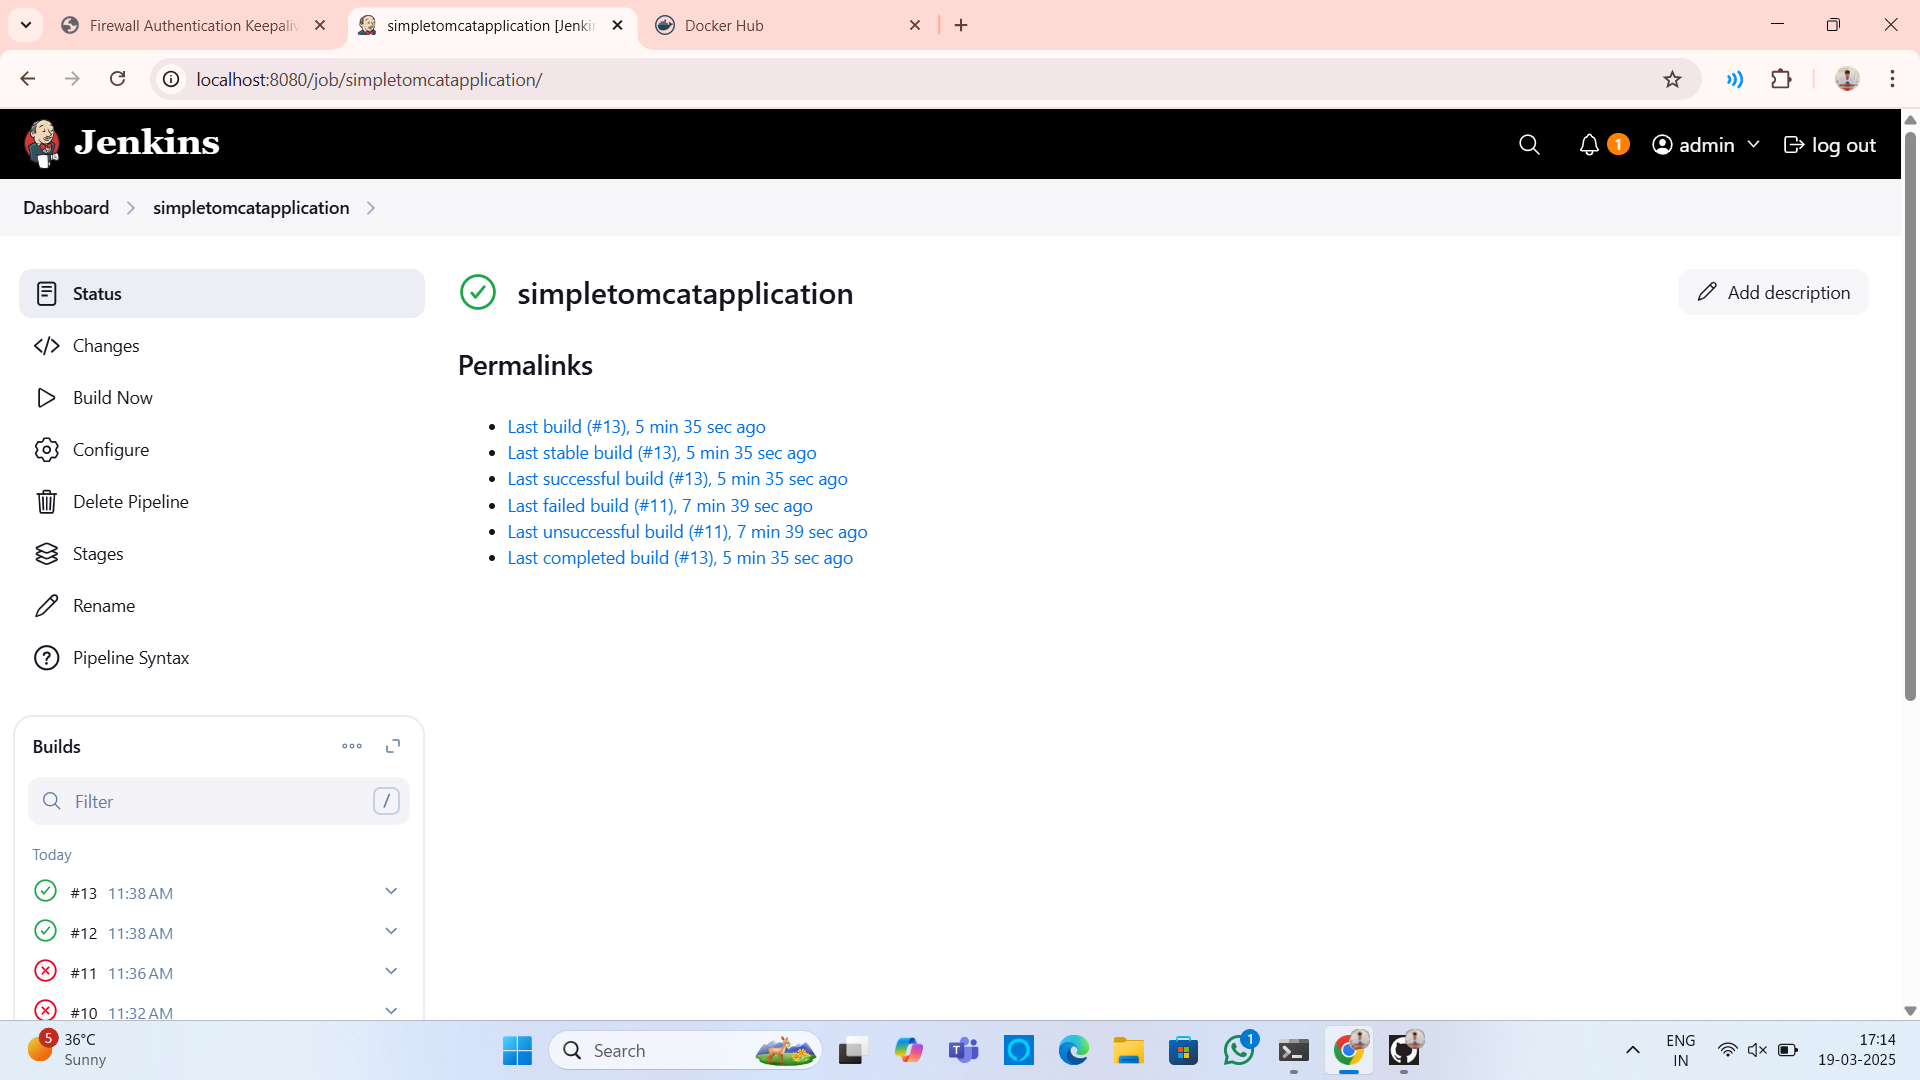 Firewall Authentication Keepaliv
simpletomcatapplication [Jenki
Docker Hub
localhost:8080/job/simpletomcatapplication/
Jenkins
1
admin
log out
Dashboard
simpletomcatapplication
Status
simpletomcatapplication
Add description
Changes
Permalinks
Build Now
Last build (#13), 5 min 35 sec ago
Last stable build (#13), 5 min 35 sec ago
Last successful build (#13), 5 min 35 sec ago
Last failed build (#11), 7 min 39 sec ago
Last unsuccessful build (#11), 7 min 39 sec ago
Last completed build (#13), 5 min 35 sec ago
Configure
Delete Pipeline
Stages
Rename
Pipeline Syntax
Builds
Filter
/
Today
#13 11:38 AM
#12 11:38 AM
#11 11:36 AM
#10 11:32 AM
5
36°C
Sunny
Search
1
ENG
IN
17:14
19-03-2025